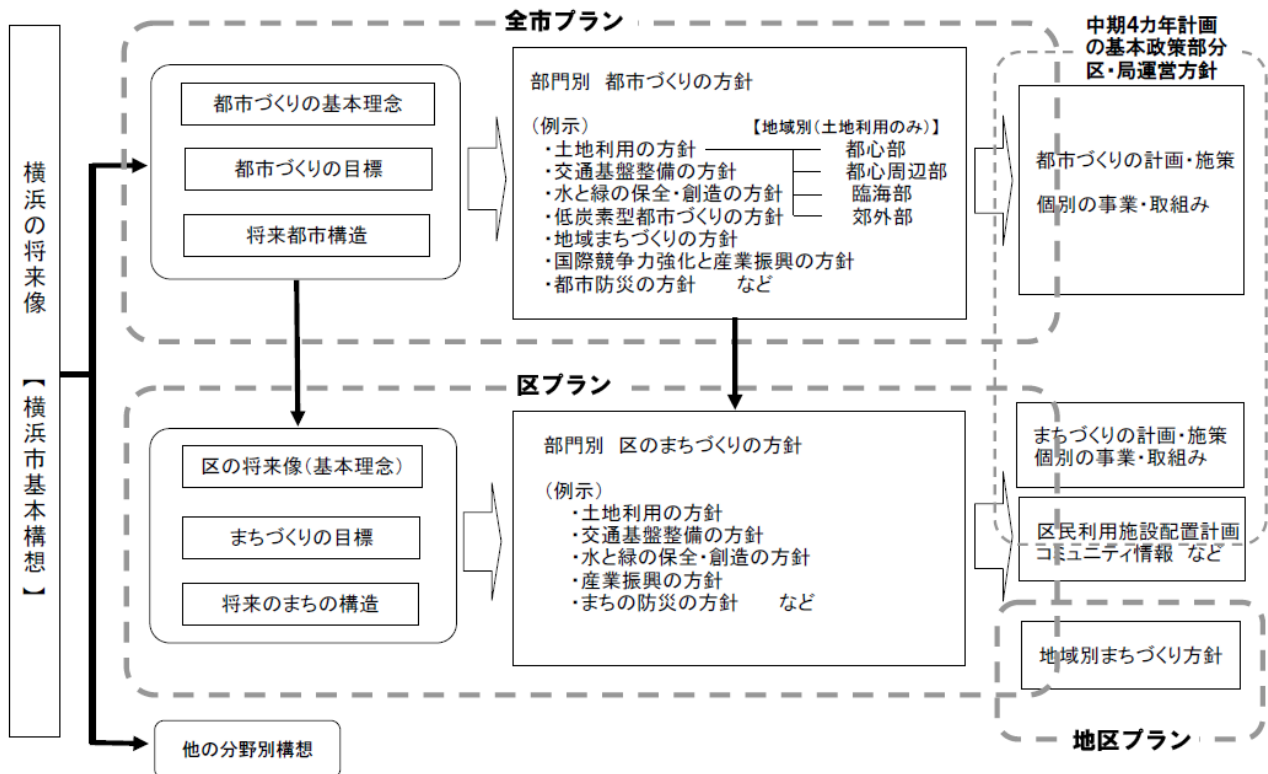 横浜の将来像 【横浜市基本構想】
全市プラン
都市づくりの基本理念
都市づくりの目標
将来都市構造
部門別 都市づくりの方針
(例示)
【地域別(土地利用のみ)】
・土地利用の方針
・交通基盤整備の方針
・水と緑の保全・創造の方針
・低炭素型都市づくりの方針
・地域まちづくりの方針
・国際競争力強化と産業振興の方針
・都市防災の方針 など
都心部
都心周辺部
臨海部
郊外部
中期4カ年計画
の基本政策部分
区・局運営方針
都市づくりの計画・施策
個別の事業・取組み
区プラン
区の将来像(基本理念)
まちづくりの目標
将来のまちの構造
部門別 区のまちづくりの方針
(例示)
・土地利用の方針
・交通基盤整備の方針
・水と緑の保全・創造の方針
・産業振興の方針
・まちの防災の方針 など
まちづくりの計画・施策
個別の事業・取組み
区民利用施設配置計画
コミュニティ情報 など
地域別まちづくり方針
地区プラン
他の分野別構想